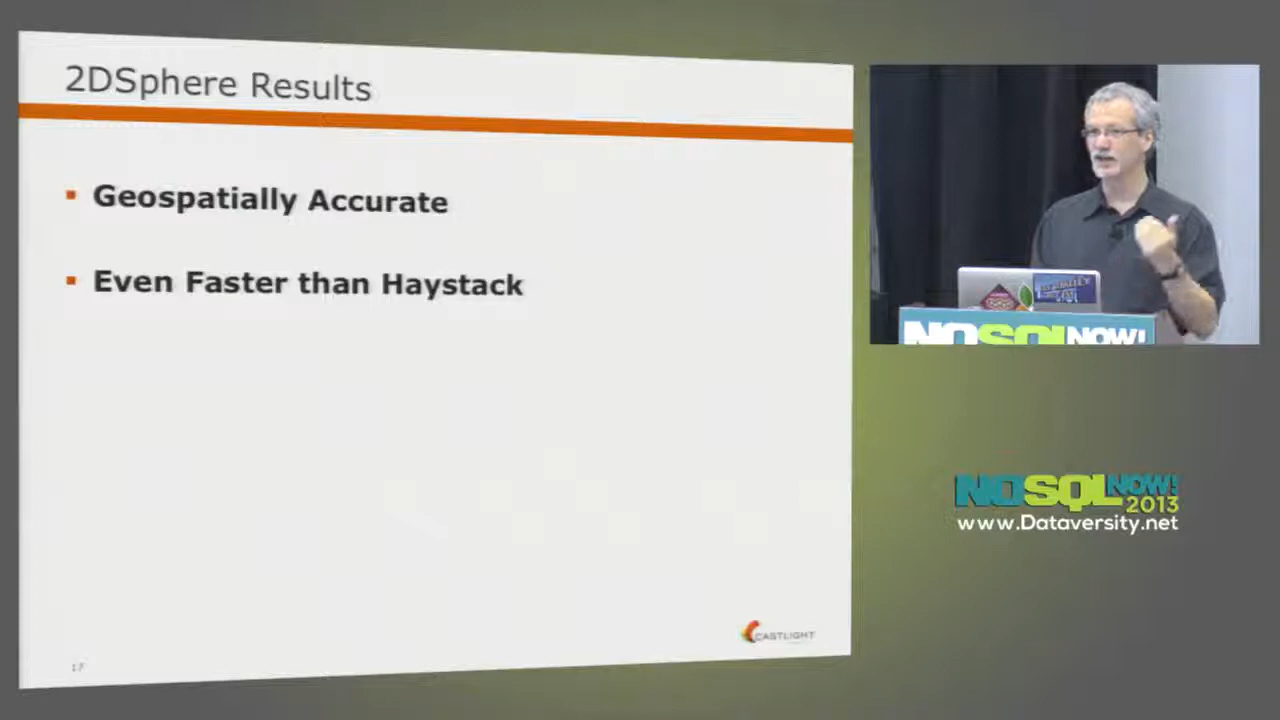 2DSphere Results
Geospatially Accurate
Even Faster than Haystack
CASTLIGHT
17
NOSQL NOW!
NOSQL NOW!
2013
www.Dataversity.net